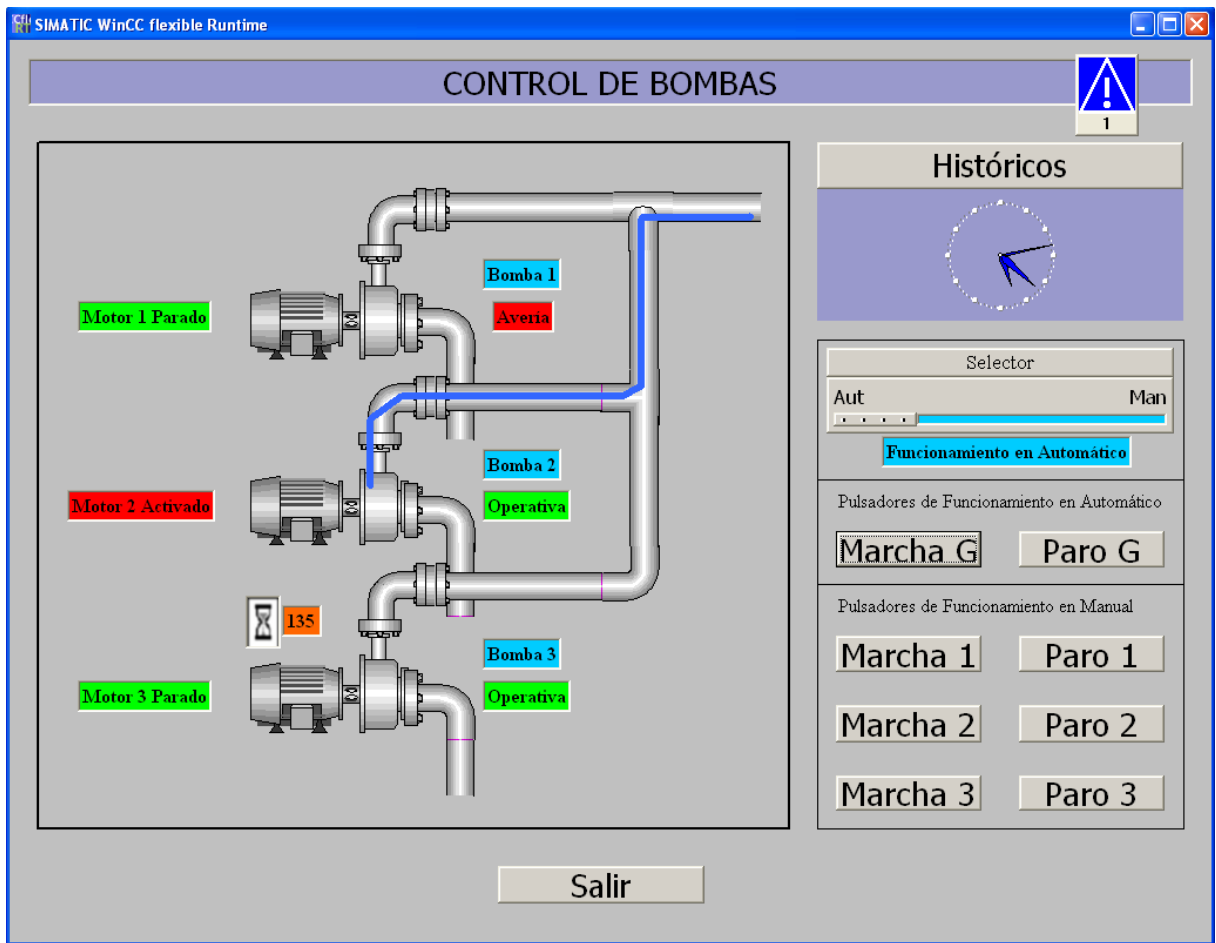 SIMATIC WinCC flexible Runtime
CONTROL DE BOMBAS
1
Históricos
Bomba 1
Motor 1 Parado
Avería
Selector
Aut
Man
Funcionamiento en Automático
Bomba 2
Motor 2 Activado
Operativa
Pulsadores de Funcionamiento en Automático
Marcha G
Paro G
135
Pulsadores de Funcionamiento en Manual
Bomba 3
Motor 3 Parado
Operativa
Marcha 1
Paro 1
Marcha 2
Paro 2
Marcha 3
Paro 3
Salir